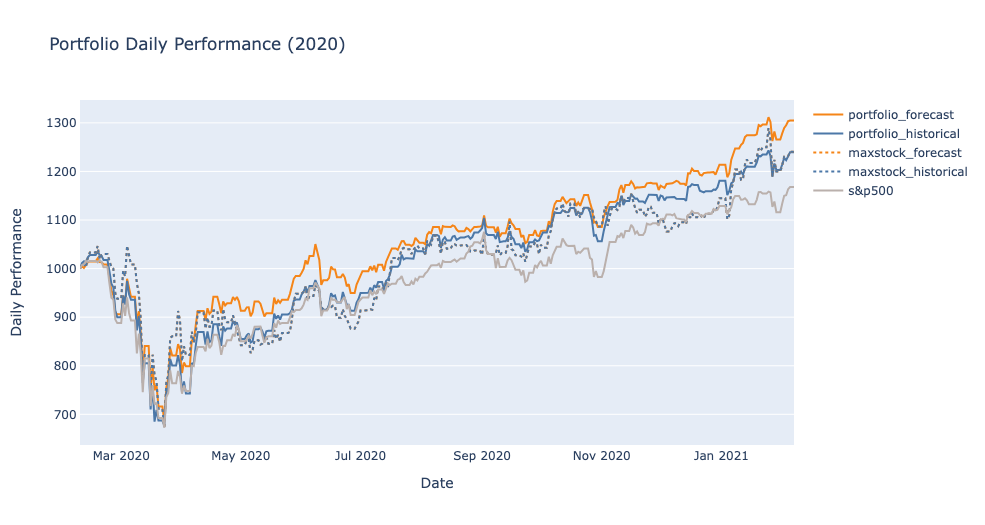 Portfolio Daily Performance (2020)
1300
1200
1100
1000
900
800
700
Daily Performance
Mar 2020
May 2020
Jul 2020
Sep 2020
Nov 2020
Jan 2021
Date
portfolio_forecast
portfolio_historical
maxstock_forecast
maxstock_historical
s&p500